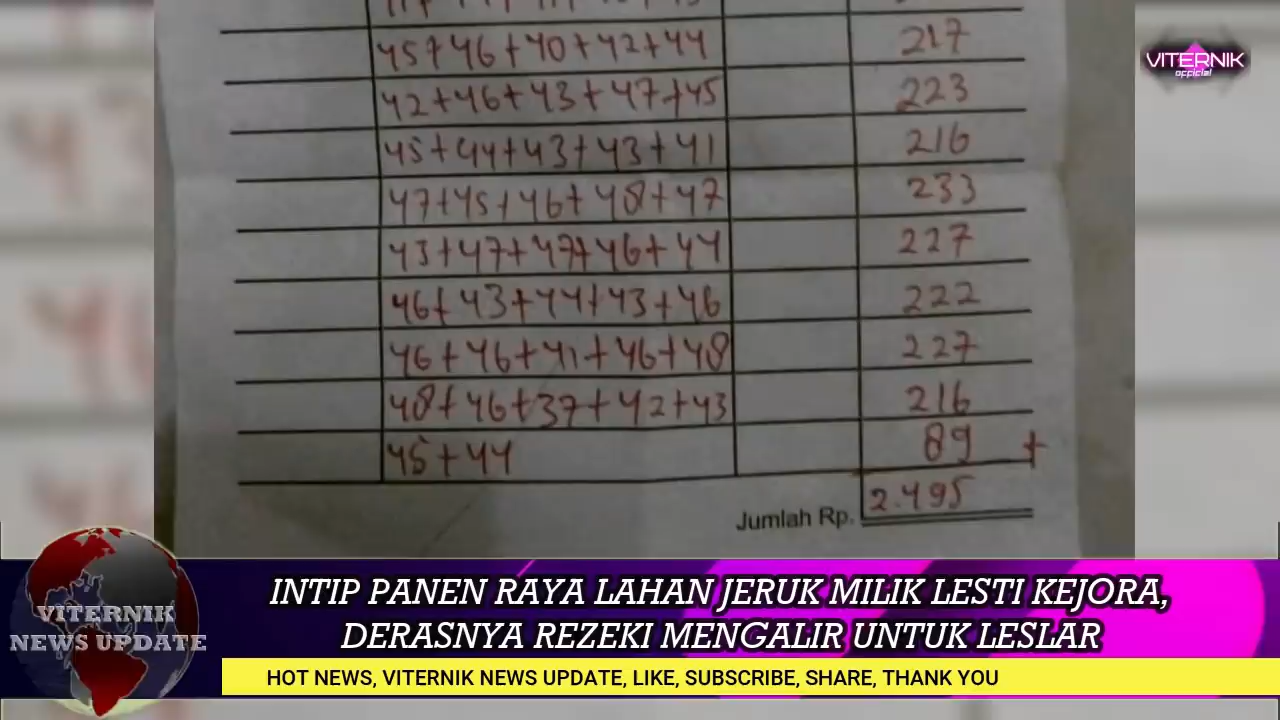 45+46+40+42+44 217
42+46+43+47+45 223
45+44+43+43+41 216
47+45+46+48+47 233
43+47+47+46+44 227
46+43+44+43+46 222
46+46+41+46+48 227
48+46+37+42+43 216
45+44 89 +
Jumlah Rp. 2.495
VITERNIK
official
VITERNIK
NEWS UPDATE
INTIP PANEN RAYA LAHAN JERUK MILIK LESTI KEJORA,
DERASNYA REZEKI MENGALIR UNTUK LESLAR
HOT NEWS, VITERNIK NEWS UPDATE, LIKE, SUBSCRIBE, SHARE, THANK YOU